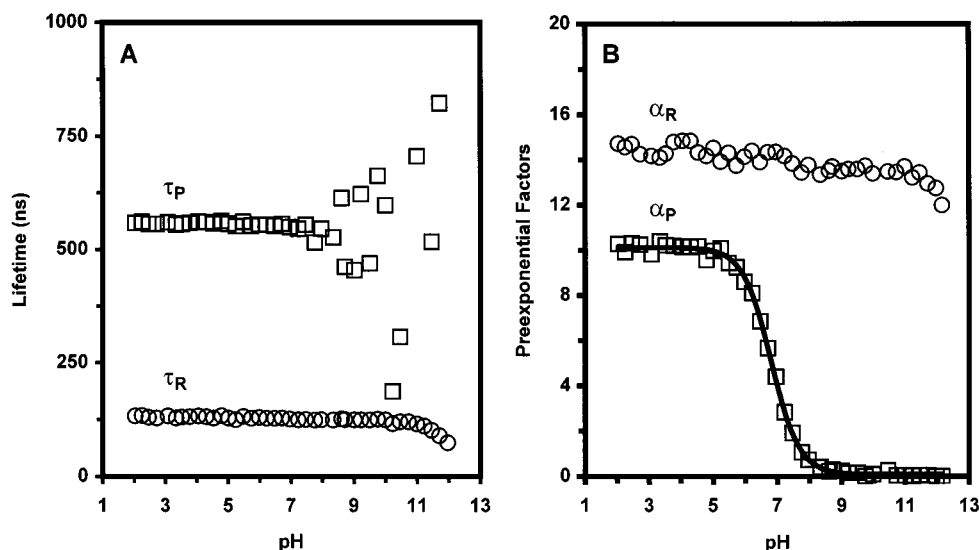 A
Lifetime (ns)
1000
750
500
250
0
τP
τR
1 3 5 7 9 11 13
pH
B
Preexponential Factors
20
16
12
8
4
0
αR
αP
1 3 5 7 9 11 13
pH